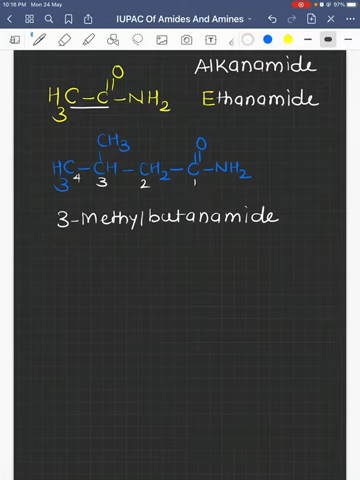 10:16 PM Mon 24 May
IUPAC Of Amides And Amines
Alkanamide
O
H3C-C-NH2
Ethanamide
CH3
O
H3C-CH-CH2-C-NH2
4 3 2 1
3-Methylbutanamide